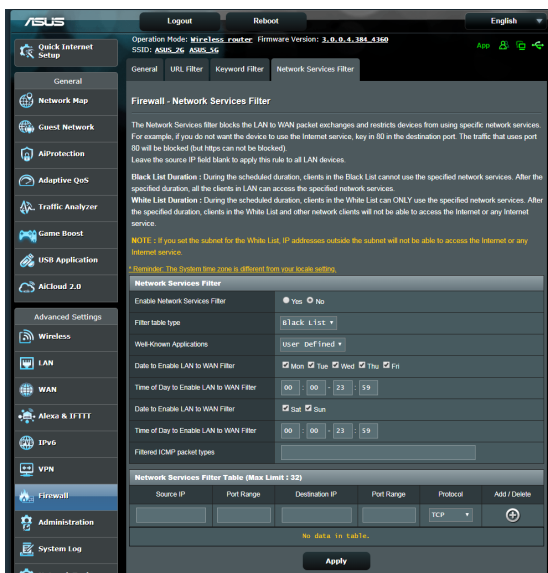 ASUS
Logout
Reboot
English
Operation Mode: Wireless router Firmware Version: 3.0.0.4.384_4360
SSID: ASUS_2G ASUS_5G
App
Quick Internet
Setup
General
Network Map
Guest Network
AiProtection
Adaptive QoS
Traffic Analyzer
Game Boost
USB Application
AiCloud 2.0
Advanced Settings
Wireless
LAN
WAN
Alexa & IFTTT
IPv6
VPN
Firewall
Administration
System Log
General
URL Filter
Keyword Filter
Network Services Filter
Firewall - Network Services Filter
The Network Services filter blocks the LAN to WAN packet exchanges and restricts devices from using specific network services.
For example, if you do not want the device to use the Internet service, key in 80 in the destination port. The traffic that uses port
80 will be blocked (but https can not be blocked).
Leave the source IP field blank to apply this rule to all LAN devices.
Black List Duration : During the scheduled duration, clients in the Black List cannot use the specified network services. After the
specified duration, all the clients in LAN can access the specified network services.
White List Duration : During the scheduled duration, clients in the White List can ONLY use the specified network services. After
the specified duration, clients in the White List and other network clients will not be able to access the Internet or any Internet
service.
NOTE : If you set the subnet for the White List, IP addresses outside the subnet will not be able to access the Internet or any
Internet service.
* Reminder: The System time zone is different from your locale setting.
Network Services Filter
Enable Network Services Filter
Yes No
Filter table type
Black List
Well-Known Applications
User Defined
Date to Enable LAN to WAN Filter
Mon Tue Wed Thu Fri
Time of Day to Enable LAN to WAN Filter
00 : 00 - 23 : 59
Date to Enable LAN to WAN Filter
Sat Sun
Time of Day to Enable LAN to WAN Filter
00 : 00 - 23 : 59
Filtered ICMP packet types
Network Services Filter Table (Max Limit : 32)
Source IP
Port Range
Destination IP
Port Range
Protocol
Add / Delete
TCP
No data in table.
Apply